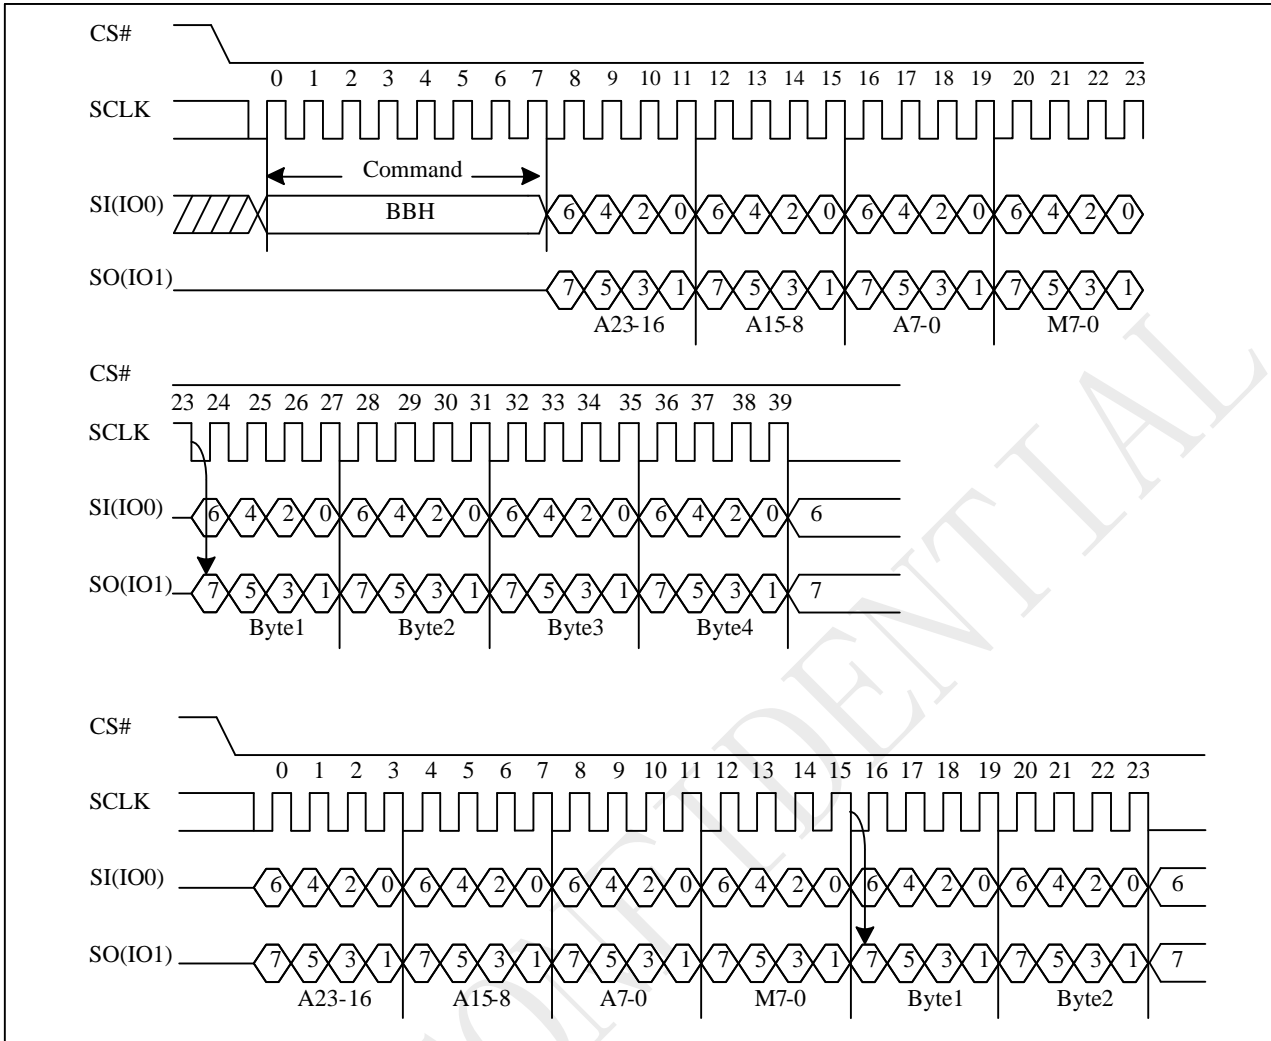 CS#
0 1 2 3 4 5 6 7 8 9 10 11 12 13 14 15 16 17 18 19 20 21 22 23
SCLK
Command
SI(IO0) BBH 6 4 2 0 6 4 2 0 6 4 2 0 6 4 2 0
SO(IO1) 7 5 3 1 7 5 3 1 7 5 3 1 7 5 3 1
A23-16 A15-8 A7-0 M7-0
CS#
23 24 25 26 27 28 29 30 31 32 33 34 35 36 37 38 39
SCLK
SI(IO0) 6 4 2 0 6 4 2 0 6 4 2 0 6 4 2 0 6
SO(IO1) 7 5 3 1 7 5 3 1 7 5 3 1 7 5 3 1 7
Byte1 Byte2 Byte3 Byte4
CS#
0 1 2 3 4 5 6 7 8 9 10 11 12 13 14 15 16 17 18 19 20 21 22 23
SCLK
SI(IO0) 6 4 2 0 6 4 2 0 6 4 2 0 6 4 2 0 6 4 2 0 6 4 2 0 6
SO(IO1) 7 5 3 1 7 5 3 1 7 5 3 1 7 5 3 1 7 5 3 1 7 5 3 1 7
A23-16 A15-8 A7-0 M7-0 Byte1 Byte2
CONFIDENTIAL